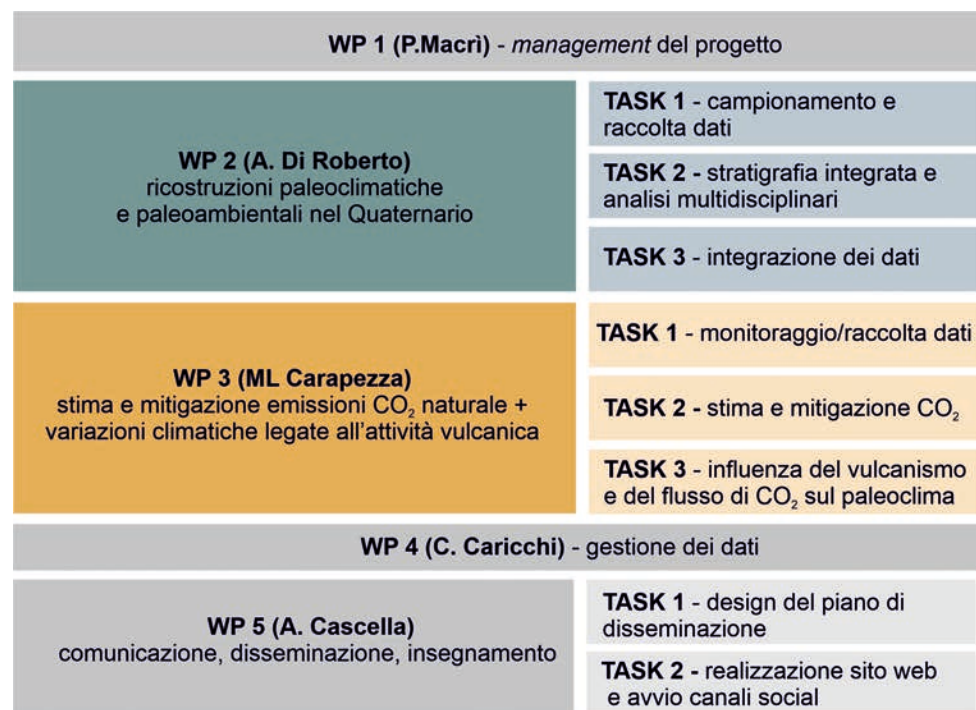 WP 1 (P.Macrì) - management del progetto
WP 2 (A. Di Roberto)
ricostruzioni paleoclimatiche
e paleoambientali nel Quaternario
TASK 1 - campionamento e
raccolta dati
TASK 2 - stratigrafia integrata e
analisi multidisciplinari
TASK 3 - integrazione dei dati
WP 3 (ML Carapezza)
stima e mitigazione emissioni CO₂ naturale +
variazioni climatiche legate all'attività vulcanica
TASK 1 - monitoraggio/raccolta dati
TASK 2 - stima e mitigazione CO₂
TASK 3 - influenza del vulcanismo
e del flusso di CO₂ sul paleoclima
WP 4 (C. Caricchi) - gestione dei dati
WP 5 (A. Cascella)
comunicazione, disseminazione, insegnamento
TASK 1 - design del piano di
disseminazione
TASK 2 - realizzazione sito web
e avvio canali social